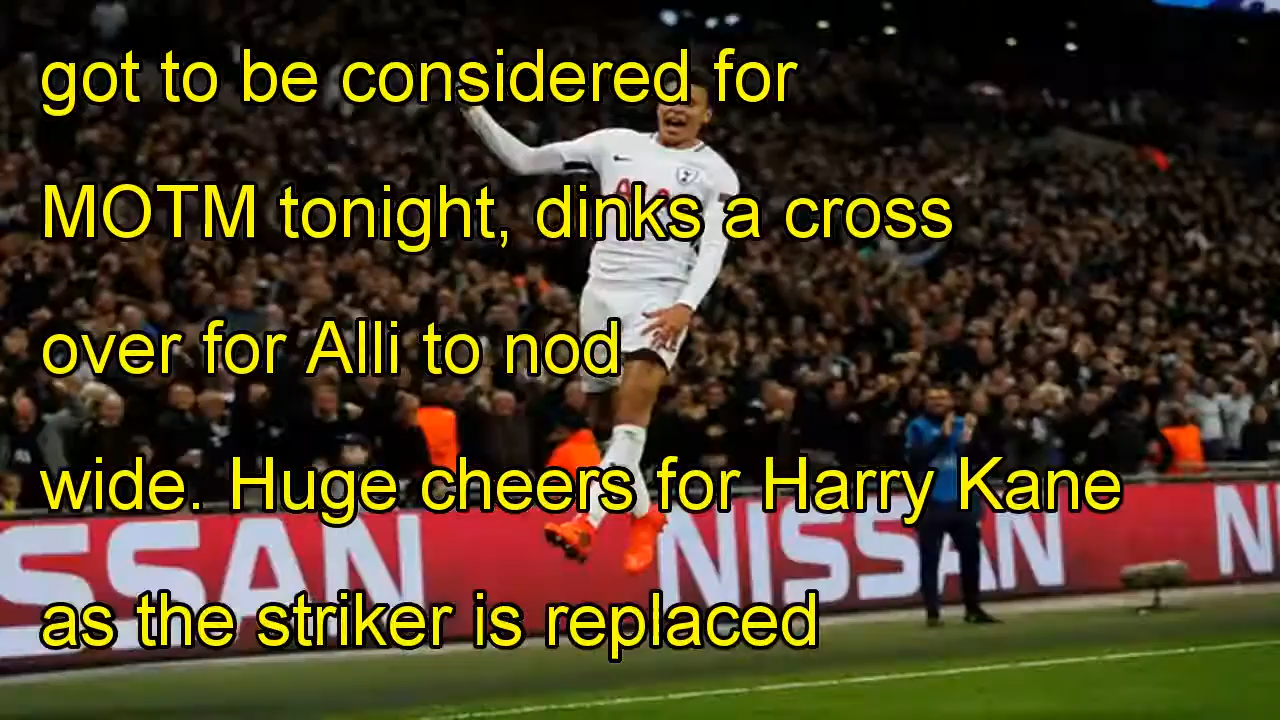 got to be considered for
MOTM tonight, dinks a cross
over for Alli to nod
wide. Huge cheers for Harry Kane
as the striker is replaced
SSAN NISSAN N